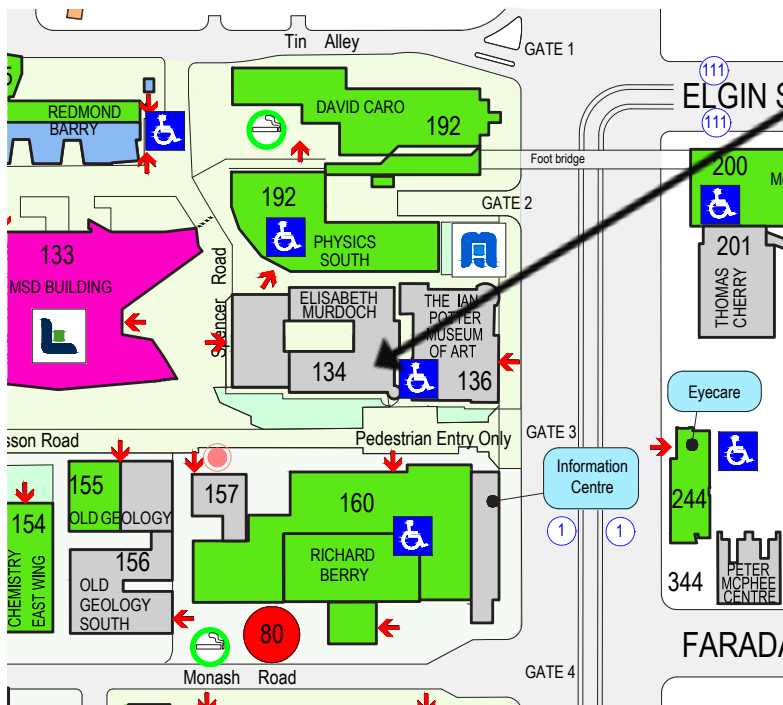 Tin Alley
GATE 1
111
ELGIN S
111
DAVID CARO
192
REDMOND
BARRY
Foot bridge
200
192
GATE 2
PHYSICS
SOUTH
201
THOMAS
CHERRY
133
MSD BUILDING
Spencer Road
ELISABETH
MURDOCH
134
THE IAN
POTTER
MUSEUM
OF ART
136
Eyecare
sson Road
Pedestrian Entry Only
GATE 3
Information
Centre
155
OLD GEOLOGY
157
160
244
154
CHEMISTRY
EAST WING
156
OLD
GEOLOGY
SOUTH
RICHARD
BERRY
1
1
344
PETER
MCPHEE
CENTRE
80
FARADA
Monash Road
GATE 4